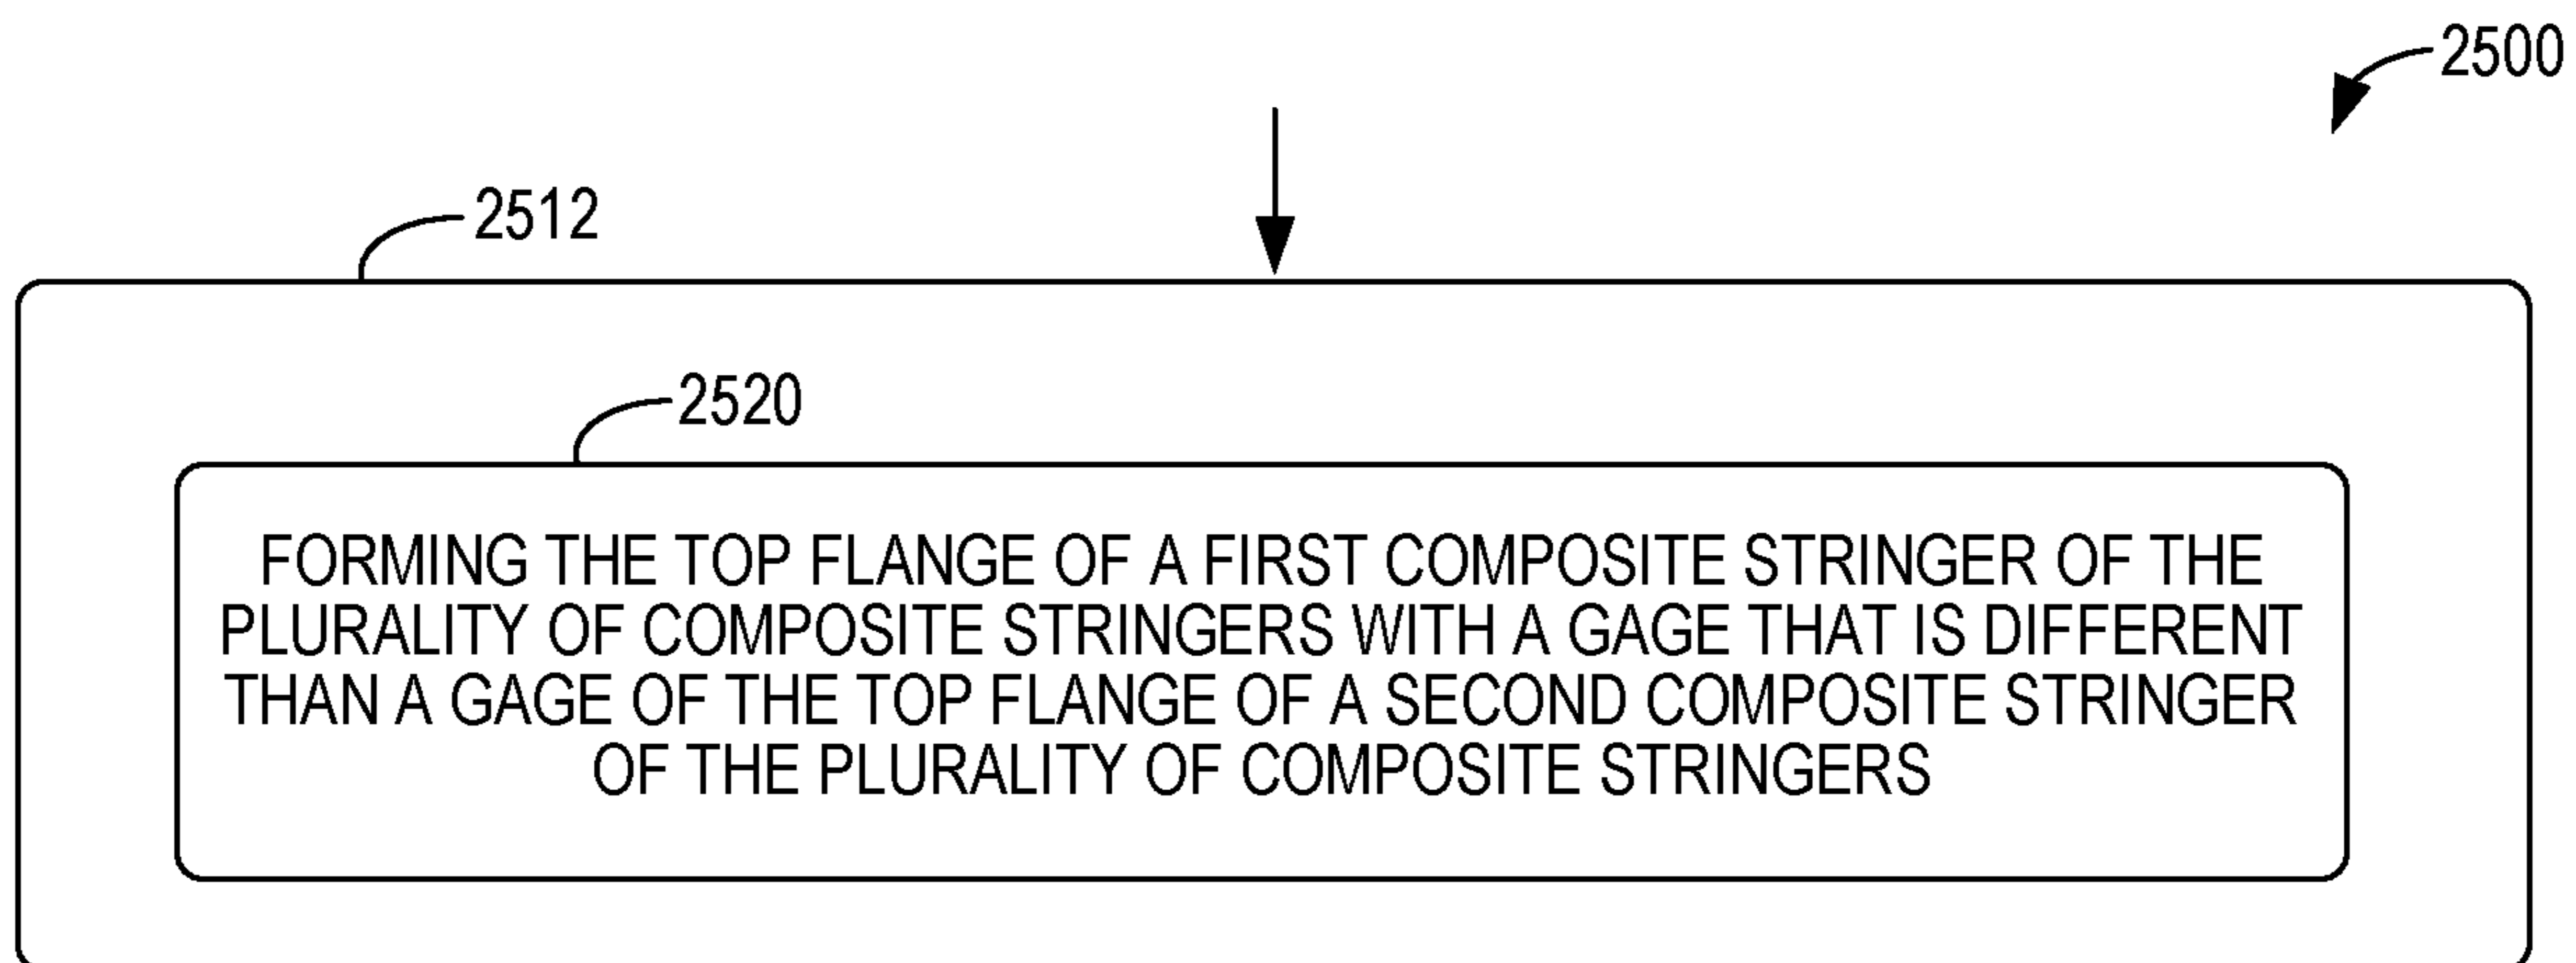 2500
2512
2520
FORMING THE TOP FLANGE OF A FIRST COMPOSITE STRINGER OF THE
PLURALITY OF COMPOSITE STRINGERS WITH A GAGE THAT IS DIFFERENT
THAN A GAGE OF THE TOP FLANGE OF A SECOND COMPOSITE STRINGER
OF THE PLURALITY OF COMPOSITE STRINGERS